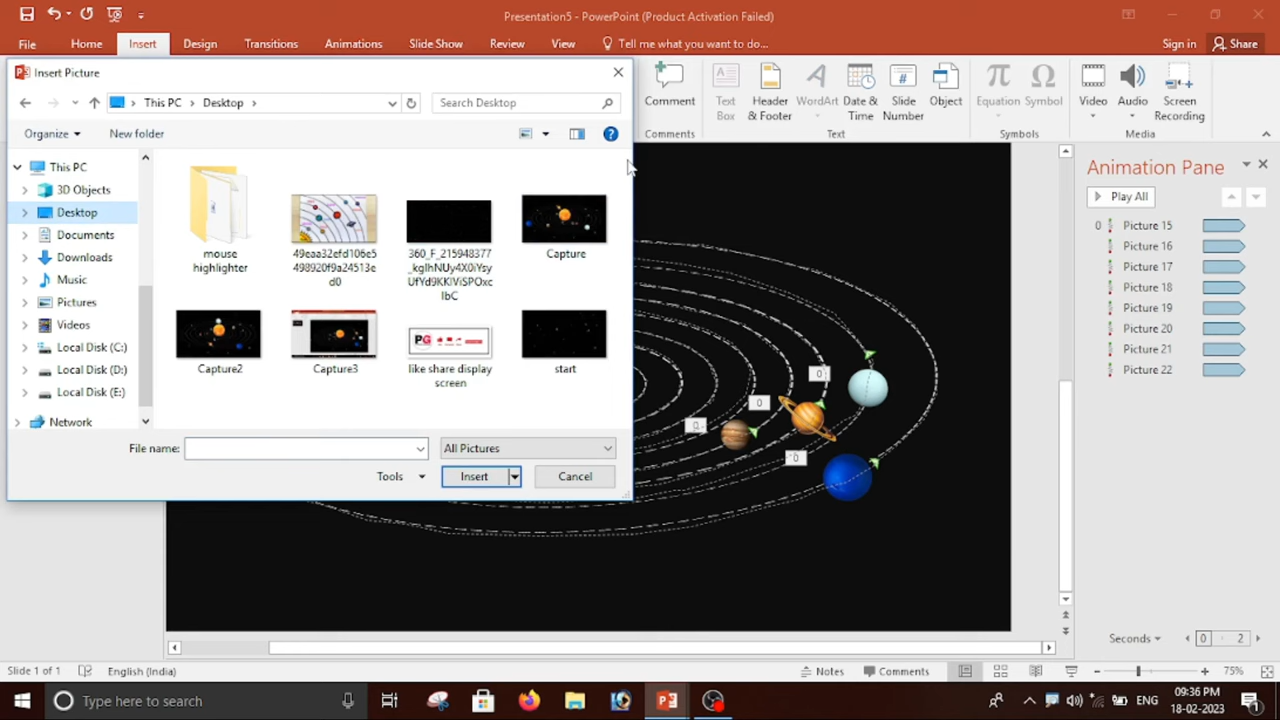 Presentation5 - PowerPoint (Product Activation Failed)
File Home Insert Design Transitions Animations Slide Show Review View Tell me what you want to do... Sign in Share
Insert Picture
This PC Desktop Search Desktop
Organize New folder
This PC
3D Objects
Desktop
Documents
Downloads
Music
Pictures
Videos
Local Disk (C:)
Local Disk (D:)
Local Disk (E:)
Network
mouse
highlighter
49eaa32efd106e5
498920f9a24513e
d0
360_F_215948377
_kgIhNUy4X0iYsy
UfYd9KKlViSPOxc
IbC
Capture
Capture2
Capture3
PG
like share display
screen
start
File name: All Pictures
Tools Insert Cancel
Comment
Comments
Text
Box
Header
& Footer
WordArt
Date &
Time
Slide
Number
Object
Text
Equation Symbol
Symbols
Video Audio
Screen
Recording
Media
0
0
0
0
Animation Pane
Play All
0 Picture 15
Picture 16
Picture 17
Picture 18
Picture 19
Picture 20
Picture 21
Picture 22
Seconds 0 2
Slide 1 of 1 English (India) Notes Comments 75%
Type here to search
ENG
09:36 PM
18-02-2023
1